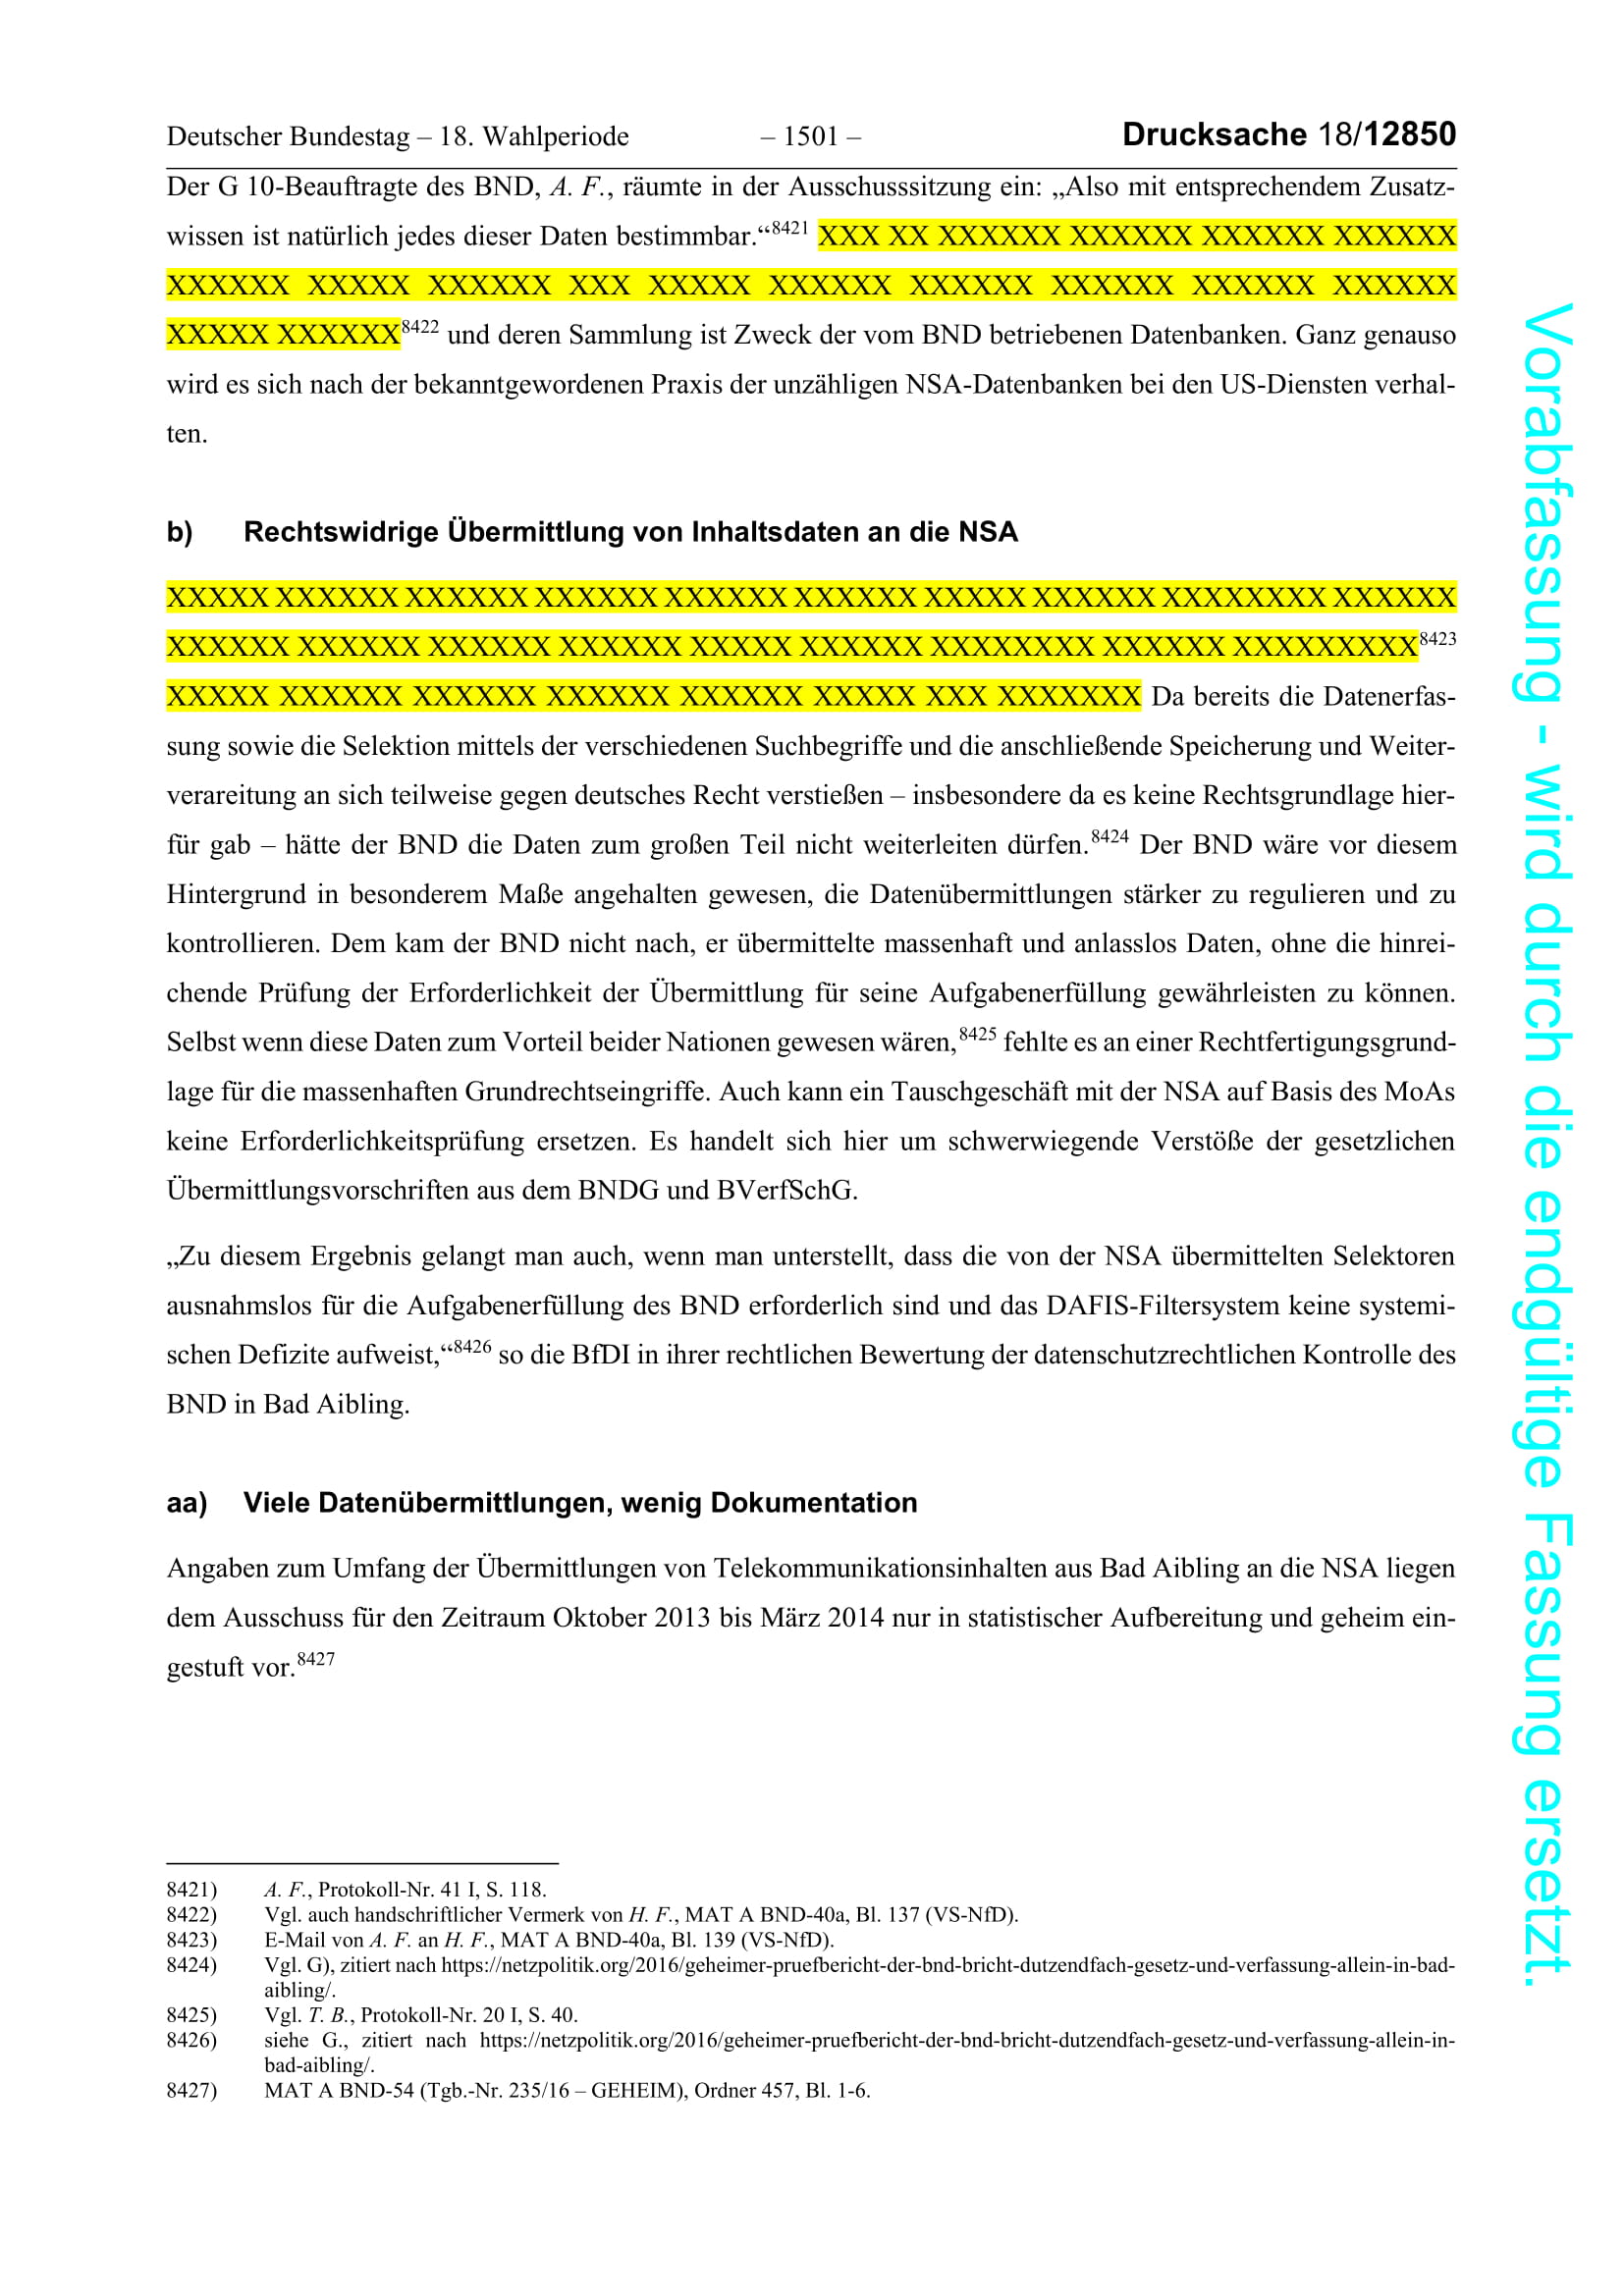 Deutscher Bundestag – 18. Wahlperiode – 1501 – Drucksache 18/12850
Der G 10-Beauftragte des BND, A. F., räumte in der Ausschusssitzung ein: „Also mit entsprechendem Zusatz-
wissen ist natürlich jedes dieser Daten bestimmbar.“8421 XXX XX XXXXXX XXXXXX XXXXXX XXXXXX
XXXXXX XXXXX XXXXXX XXX XXXXX XXXXXX XXXXXX XXXXXX XXXXXX XXXXXX
XXXXX XXXXXX8422 und deren Sammlung ist Zweck der vom BND betriebenen Datenbanken. Ganz genauso
wird es sich nach der bekanntgewordenen Praxis der unzähligen NSA-Datenbanken bei den US-Diensten verhal-
ten.
b) Rechtswidrige Übermittlung von Inhaltsdaten an die NSA
XXXXX XXXXXX XXXXXX XXXXXX XXXXXX XXXXXX XXXXX XXXXXX XXXXXXXX XXXXXX
XXXXXX XXXXXX XXXXXX XXXXXX XXXXX XXXXXX XXXXXXXX XXXXXX XXXXXXXXX8423
XXXXX XXXXXX XXXXXX XXXXXX XXXXXX XXXXX XXX XXXXXXX Da bereits die Datenerfas-
sung sowie die Selektion mittels der verschiedenen Suchbegriffe und die anschließende Speicherung und Weiter-
verareitung an sich teilweise gegen deutsches Recht verstießen – insbesondere da es keine Rechtsgrundlage hier-
für gab – hätte der BND die Daten zum großen Teil nicht weiterleiten dürfen.8424 Der BND wäre vor diesem
Hintergrund in besonderem Maße angehalten gewesen, die Datenübermittlungen stärker zu regulieren und zu
kontrollieren. Dem kam der BND nicht nach, er übermittelte massenhaft und anlasslos Daten, ohne die hinrei-
chende Prüfung der Erforderlichkeit der Übermittlung für seine Aufgabenerfüllung gewährleisten zu können.
Selbst wenn diese Daten zum Vorteil beider Nationen gewesen wären,8425 fehlte es an einer Rechtfertigungsgrund-
lage für die massenhaften Grundrechtseingriffe. Auch kann ein Tauschgeschäft mit der NSA auf Basis des MoAs
keine Erforderlichkeitsprüfung ersetzen. Es handelt sich hier um schwerwiegende Verstöße der gesetzlichen
Übermittlungsvorschriften aus dem BNDG und BVerfSchG.
„Zu diesem Ergebnis gelangt man auch, wenn man unterstellt, dass die von der NSA übermittelten Selektoren
ausnahmslos für die Aufgabenerfüllung des BND erforderlich sind und das DAFIS-Filtersystem keine systemi-
schen Defizite aufweist,“8426 so die BfDI in ihrer rechtlichen Bewertung der datenschutzrechtlichen Kontrolle des
BND in Bad Aibling.
aa) Viele Datenübermittlungen, wenig Dokumentation
Angaben zum Umfang der Übermittlungen von Telekommunikationsinhalten aus Bad Aibling an die NSA liegen
dem Ausschuss für den Zeitraum Oktober 2013 bis März 2014 nur in statistischer Aufbereitung und geheim ein-
gestuft vor.8427
8421) A. F., Protokoll-Nr. 41 I, S. 118.
8422) Vgl. auch handschriftlicher Vermerk von H. F., MAT A BND-40a, Bl. 137 (VS-NfD).
8423) E-Mail von A. F. an H. F., MAT A BND-40a, Bl. 139 (VS-NfD).
8424) Vgl. G), zitiert nach https://netzpolitik.org/2016/geheimer-pruefbericht-der-bnd-bricht-dutzendfach-gesetz-und-verfassung-allein-in-bad-
aibling/.
8425) Vgl. T. B., Protokoll-Nr. 20 I, S. 40.
8426) siehe G., zitiert nach https://netzpolitik.org/2016/geheimer-pruefbericht-der-bnd-bricht-dutzendfach-gesetz-und-verfassung-allein-in-
bad-aibling/.
8427) MAT A BND-54 (Tgb.-Nr. 235/16 – GEHEIM), Ordner 457, Bl. 1-6.
Vorabfassung - wird durch die endgültige Fassung ersetzt.